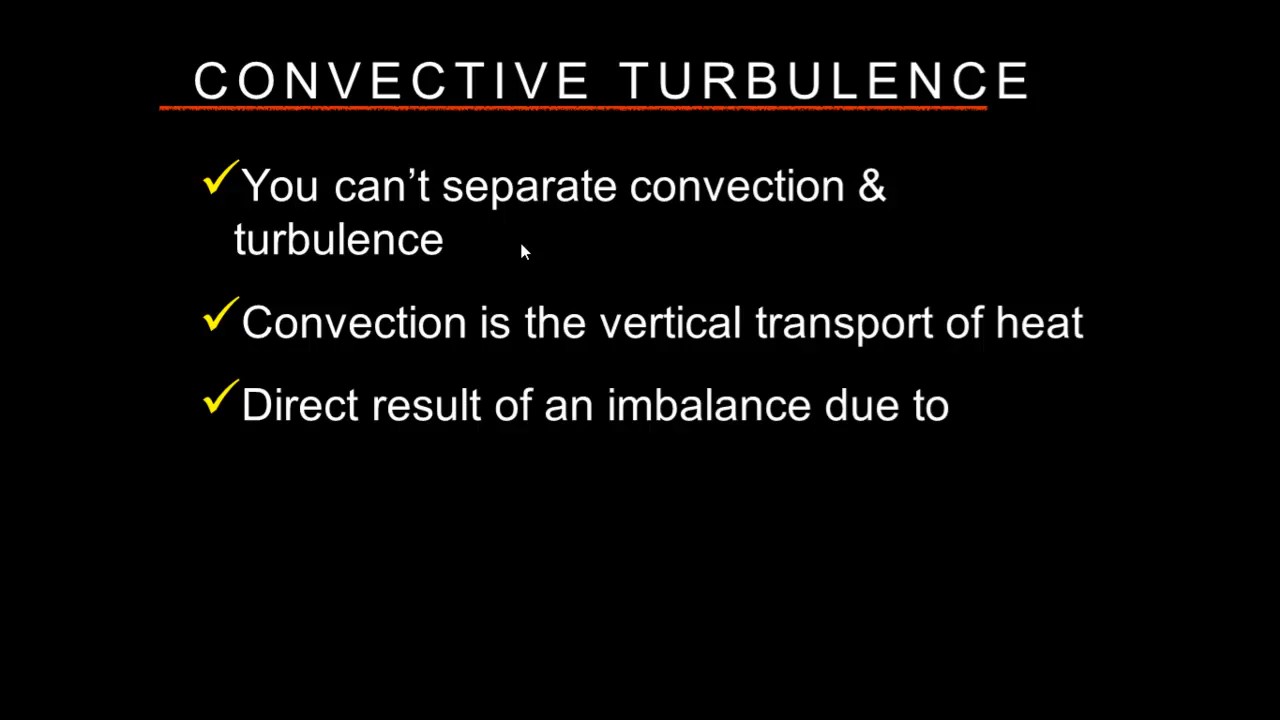 CONVECTIVE TURBULENCE
✓You can’t separate convection &
turbulence
✓Convection is the vertical transport of heat
✓Direct result of an imbalance due to